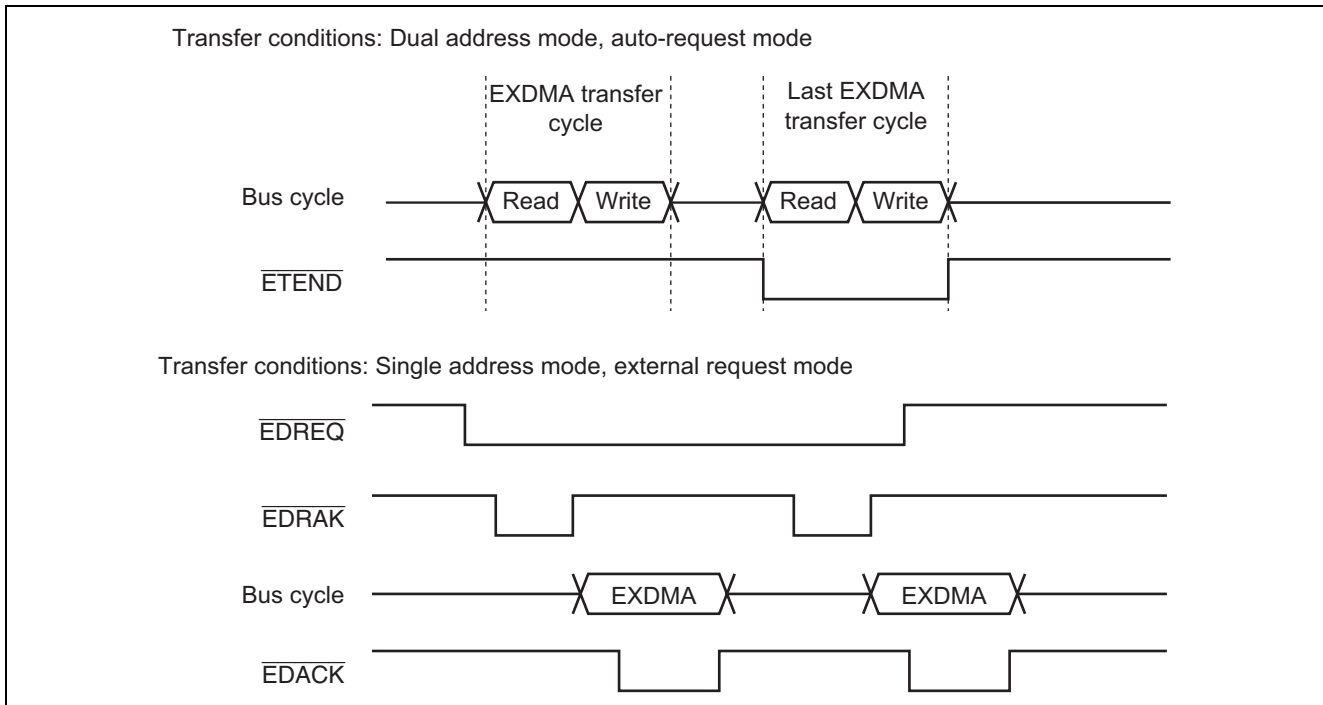 Transfer conditions: Dual address mode, auto-request mode
EXDMA transfer
cycle
Last EXDMA
transfer cycle
Bus cycle
Read
Write
Read
Write
ETEND
Transfer conditions: Single address mode, external request mode
EDREQ
EDRAK
Bus cycle
EXDMA
EXDMA
EDACK